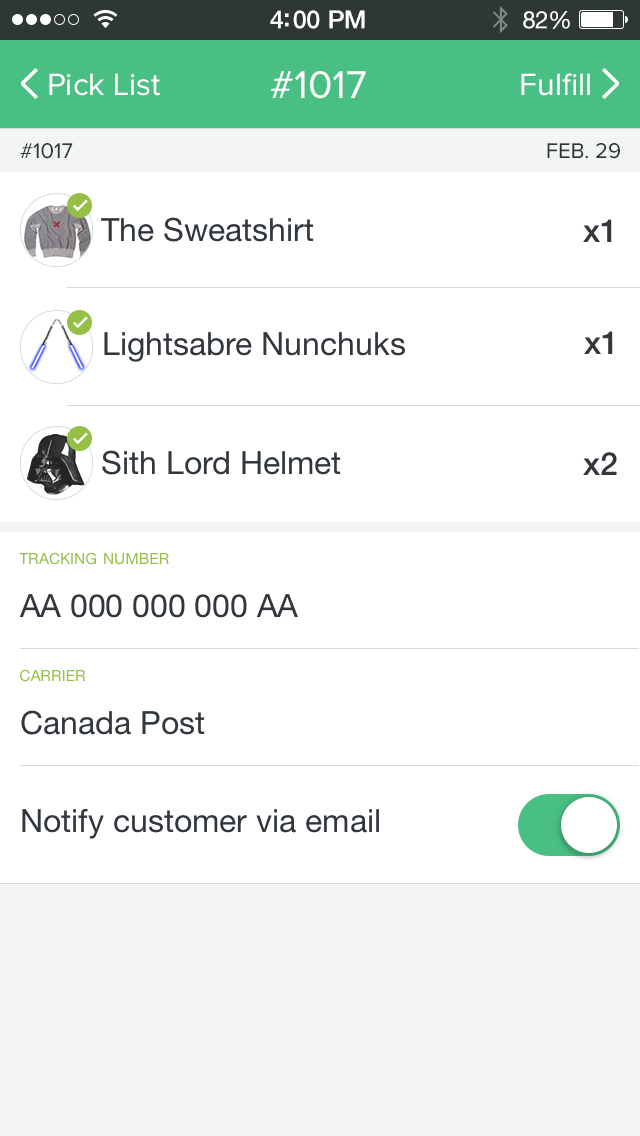 4:00 PM 82%
Pick List #1017 Fulfill
#1017 FEB. 29
The Sweatshirt x1
Lightsabre Nunchuks x1
Sith Lord Helmet x2
TRACKING NUMBER
AA 000 000 000 AA
CARRIER
Canada Post
Notify customer via email